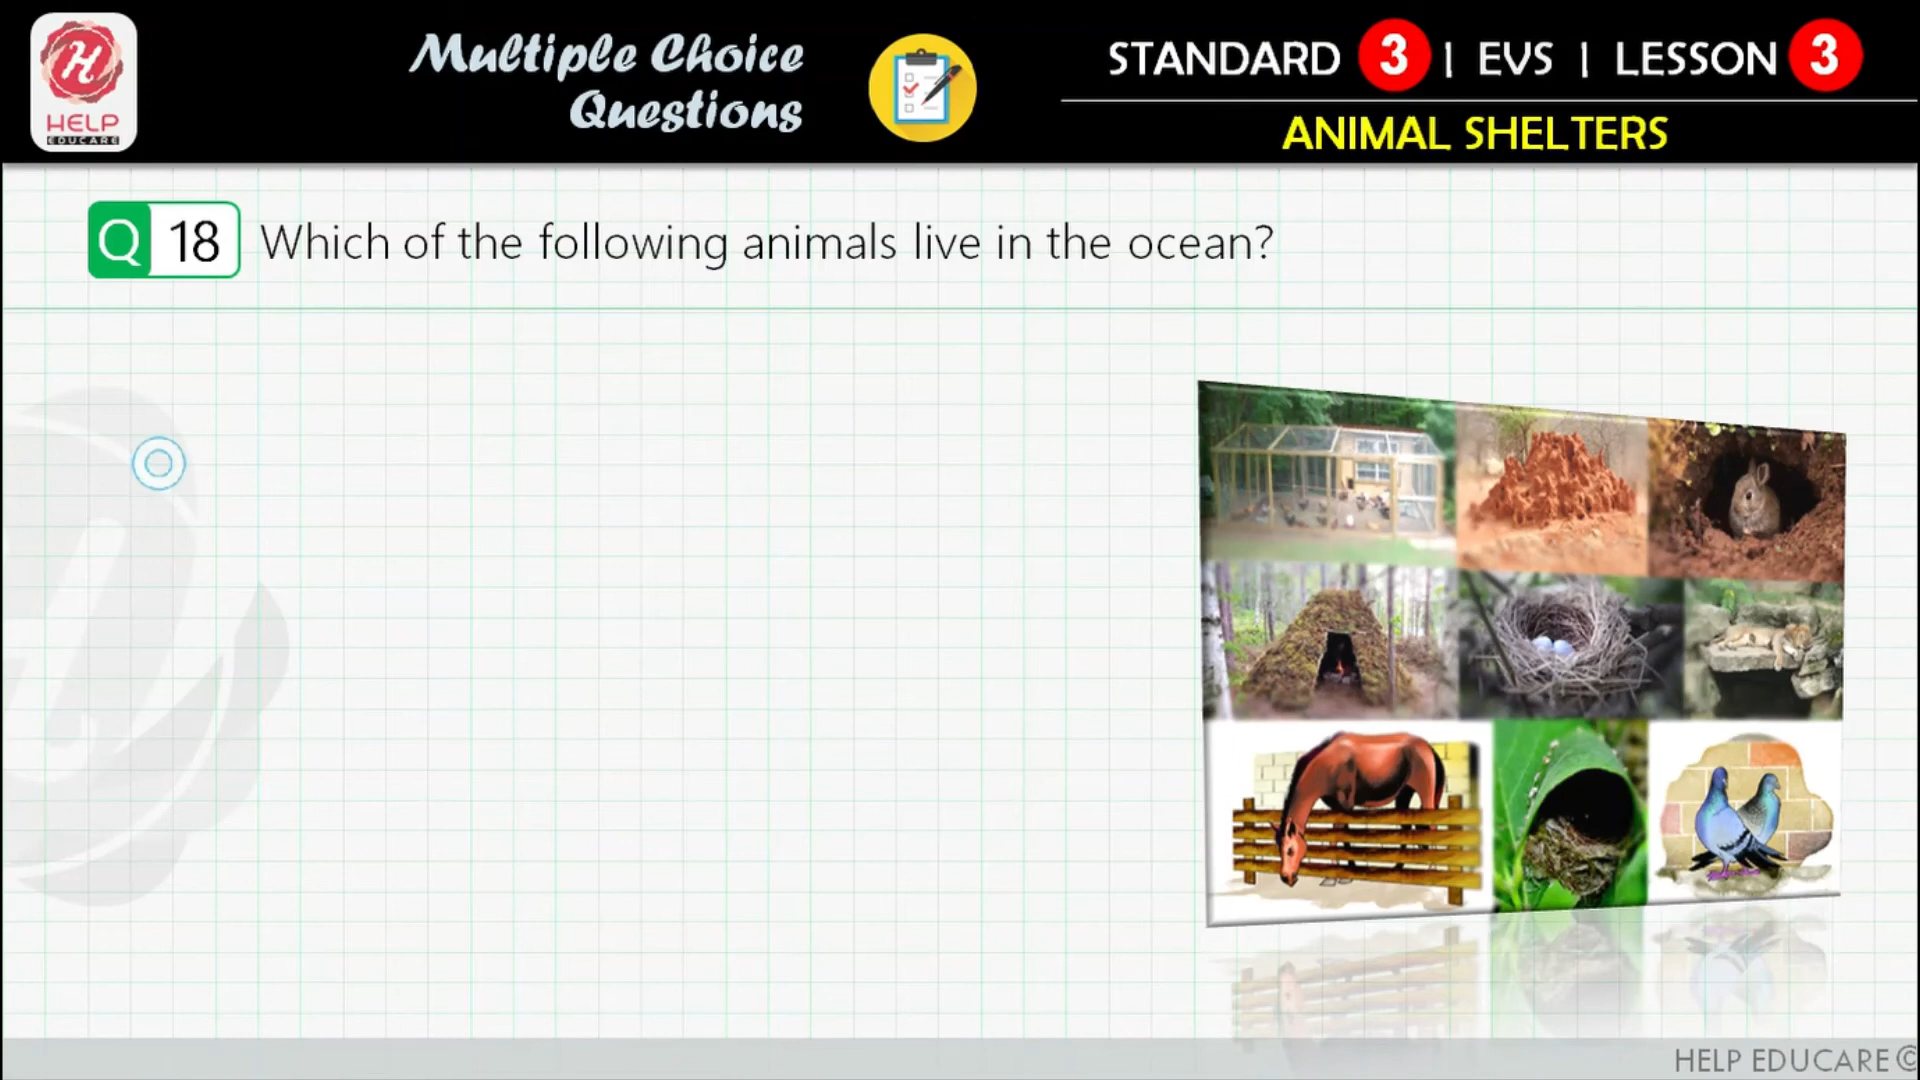 HELP
EDUCARE
Multiple Choice
Questions
STANDARD 3 | EVS | LESSON 3
ANIMAL SHELTERS
Q 18 Which of the following animals live in the ocean?
HELP EDUCARE ©